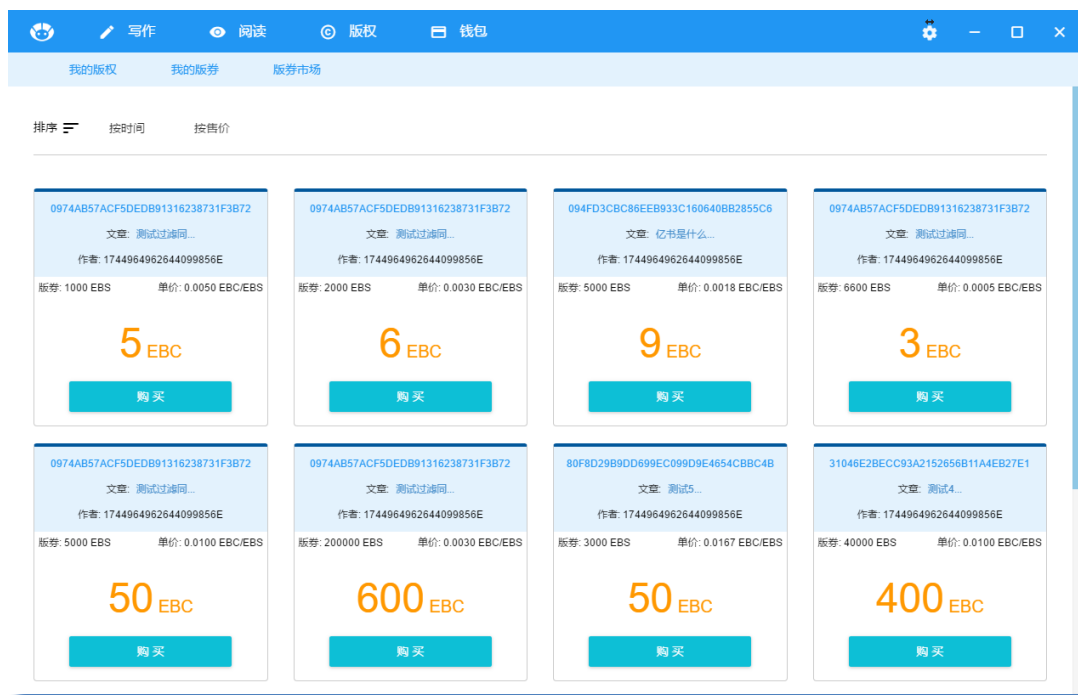 写作 阅读 © 版权 钱包
我的版权 我的版券 版券市场
排序 按时间 按售价
0974AB57ACF5DEDB91316238731F3B72
文章: 测试过滤同...
作者: 1744964962644099856E
版券: 1000 EBS 单价: 0.0050 EBC/EBS
5 EBC
购买
0974AB57ACF5DEDB91316238731F3B72
文章: 测试过滤同...
作者: 1744964962644099856E
版券: 2000 EBS 单价: 0.0030 EBC/EBS
6 EBC
购买
094FD3CBC86EEB933C160640BB2855C6
文章: 亿书是什么...
作者: 1744964962644099856E
版券: 5000 EBS 单价: 0.0018 EBC/EBS
9 EBC
购买
0974AB57ACF5DEDB91316238731F3B72
文章: 测试过滤同...
作者: 1744964962644099856E
版券: 6600 EBS 单价: 0.0005 EBC/EBS
3 EBC
购买
0974AB57ACF5DEDB91316238731F3B72
文章: 测试过滤同...
作者: 1744964962644099856E
版券: 5000 EBS 单价: 0.0100 EBC/EBS
50 EBC
购买
0974AB57ACF5DEDB91316238731F3B72
文章: 测试过滤同...
作者: 1744964962644099856E
版券: 200000 EBS 单价: 0.0030 EBC/EBS
600 EBC
购买
80F8D29B9DD699EC099D9E4654CBBC4B
文章: 测试5...
作者: 1744964962644099856E
版券: 3000 EBS 单价: 0.0167 EBC/EBS
50 EBC
购买
31046E2BECC93A2152656B11A4EB27E1
文章: 测试4...
作者: 1744964962644099856E
版券: 40000 EBS 单价: 0.0100 EBC/EBS
400 EBC
购买